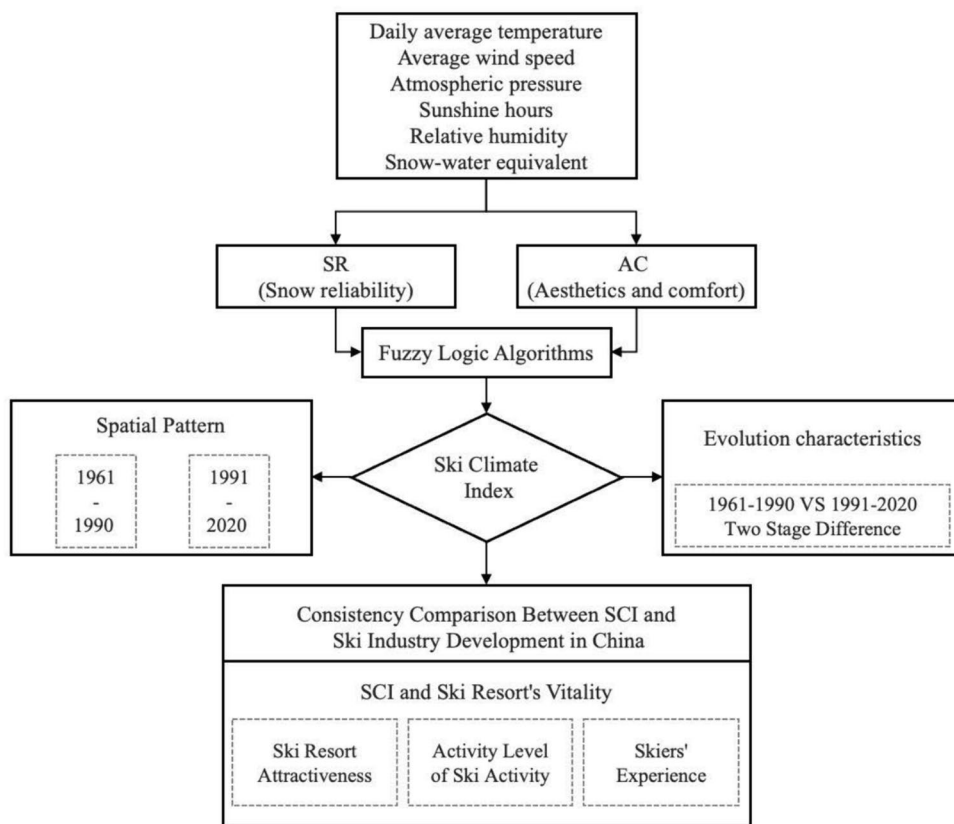 Daily average temperature
Average wind speed
Atmospheric pressure
Sunshine hours
Relative humidity
Snow-water equivalent
SR
(Snow reliability)
AC
(Aesthetics and comfort)
Fuzzy Logic Algorithms
Spatial Pattern
1961
-
1990
1991
-
2020
Ski Climate
Index
Evolution characteristics
1961-1990 VS 1991-2020
Two Stage Difference
Consistency Comparison Between SCI and
Ski Industry Development in China
SCI and Ski Resort's Vitality
Ski Resort
Attractiveness
Activity Level
of Ski Activity
Skiers'
Experience